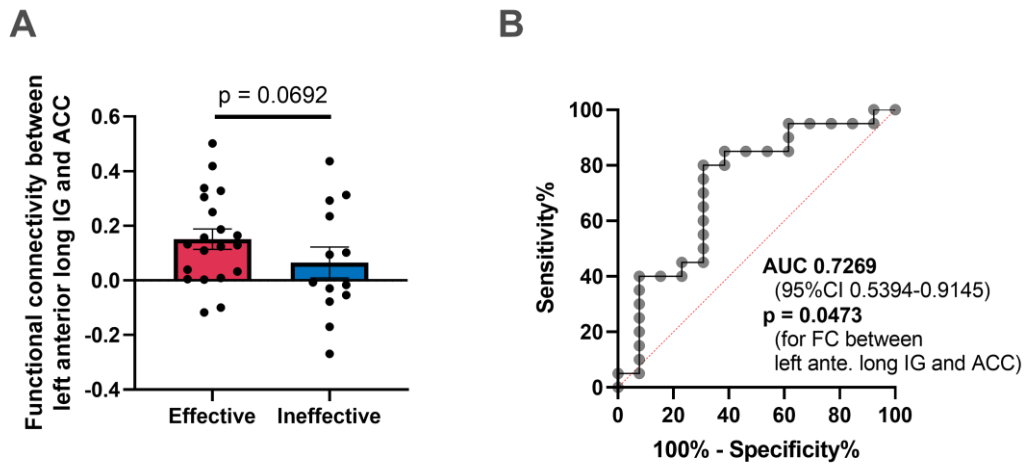 A
Functional connectivity between
left anterior long IG and ACC
p = 0.0692
0.6
0.4
0.2
0.0
-0.2
-0.4
Effective
Ineffective
B
Sensitivity%
100
80
60
40
20
0
AUC 0.7269
(95%CI 0.5394-0.9145)
p = 0.0473
(for FC between
left ante. long IG and ACC)
0 20 40 60 80 100
100% - Specificity%